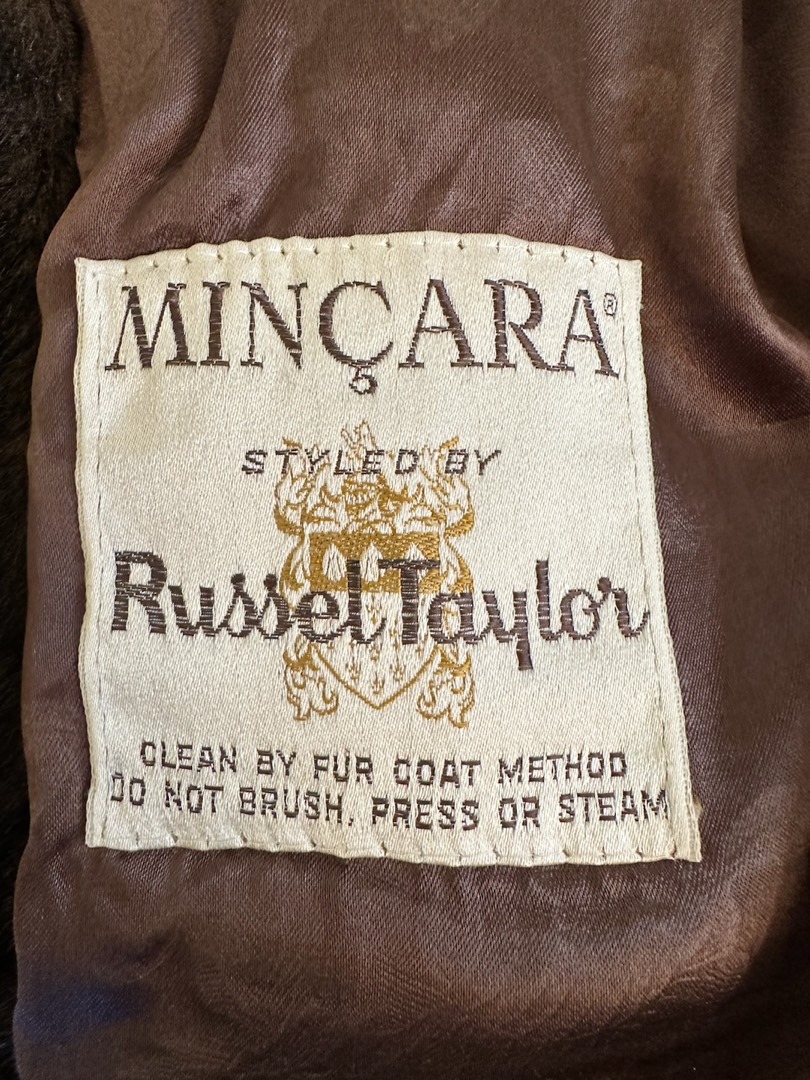 MINÇARA®
STYLED BY
Russel Taylor
CLEAN BY FUR COAT METHOD
DO NOT BRUSH, PRESS OR STEAM